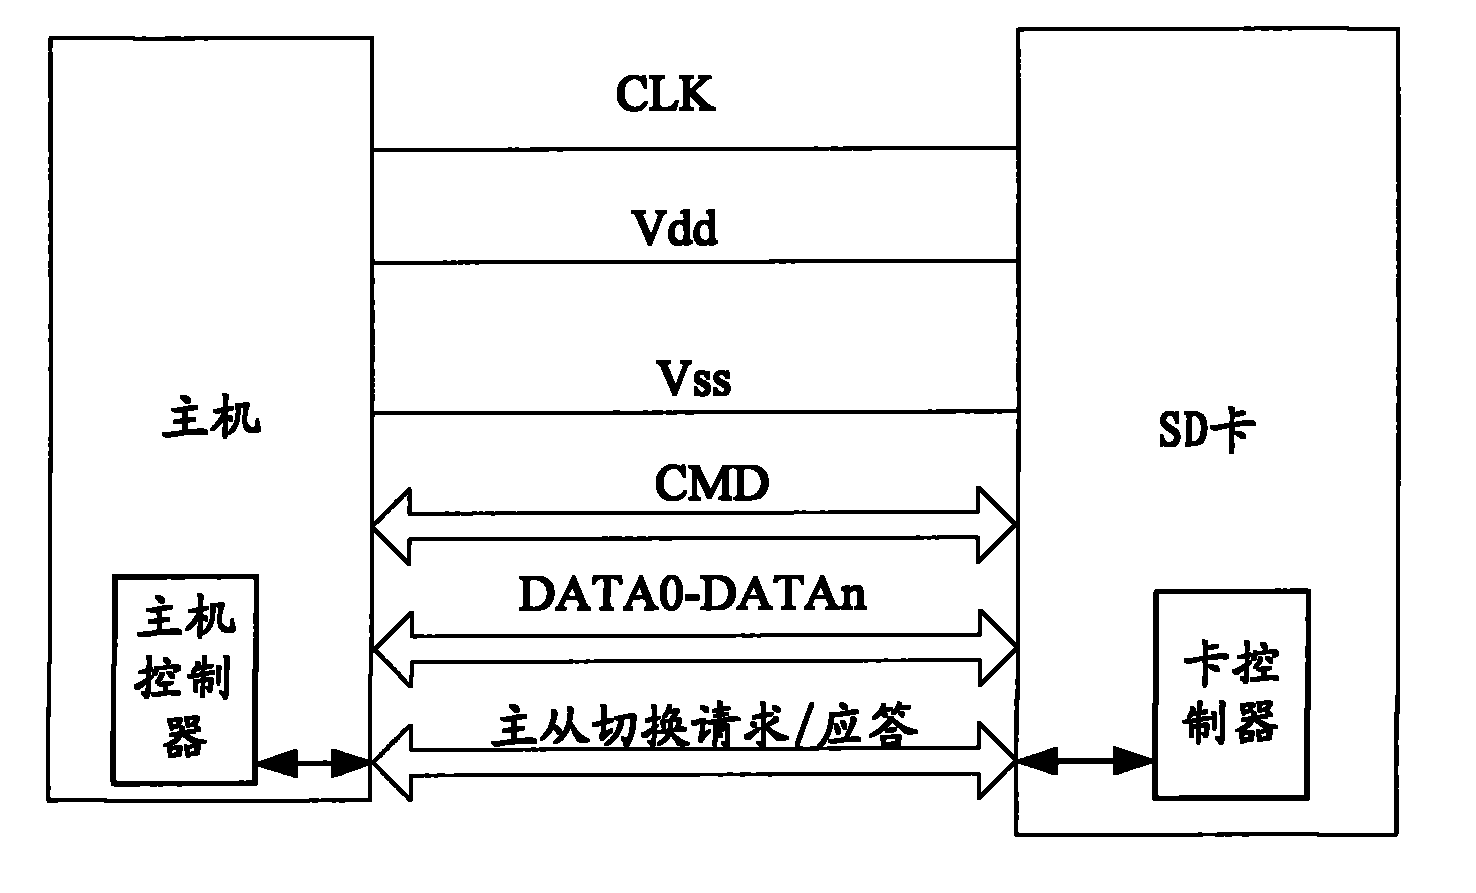 CLK
Vdd
Vss
主机
SD卡
CMD
DATA0-DATAn
主机
控制
器
卡控
制器
主从切换请求/应答